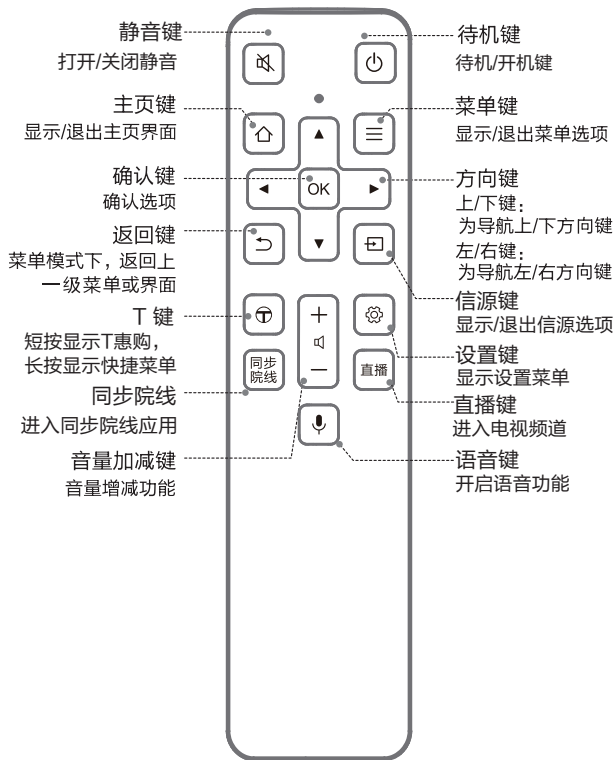 静音键
打开/关闭静音
主页键
显示/退出主页界面
确认键
确认选项
返回键
菜单模式下，返回上
一级菜单或界面
T 键
短按显示T惠购，
长按显示快捷菜单
同步院线
进入同步院线应用
音量加减键
音量增减功能
OK
同步
院线
直播
待机键
待机/开机键
菜单键
显示/退出菜单选项
方向键
上/下键：
为导航上/下方向键
左/右键：
为导航左/右方向键
信源键
显示/退出信源选项
设置键
显示设置菜单
直播键
进入电视频道
语音键
开启语音功能